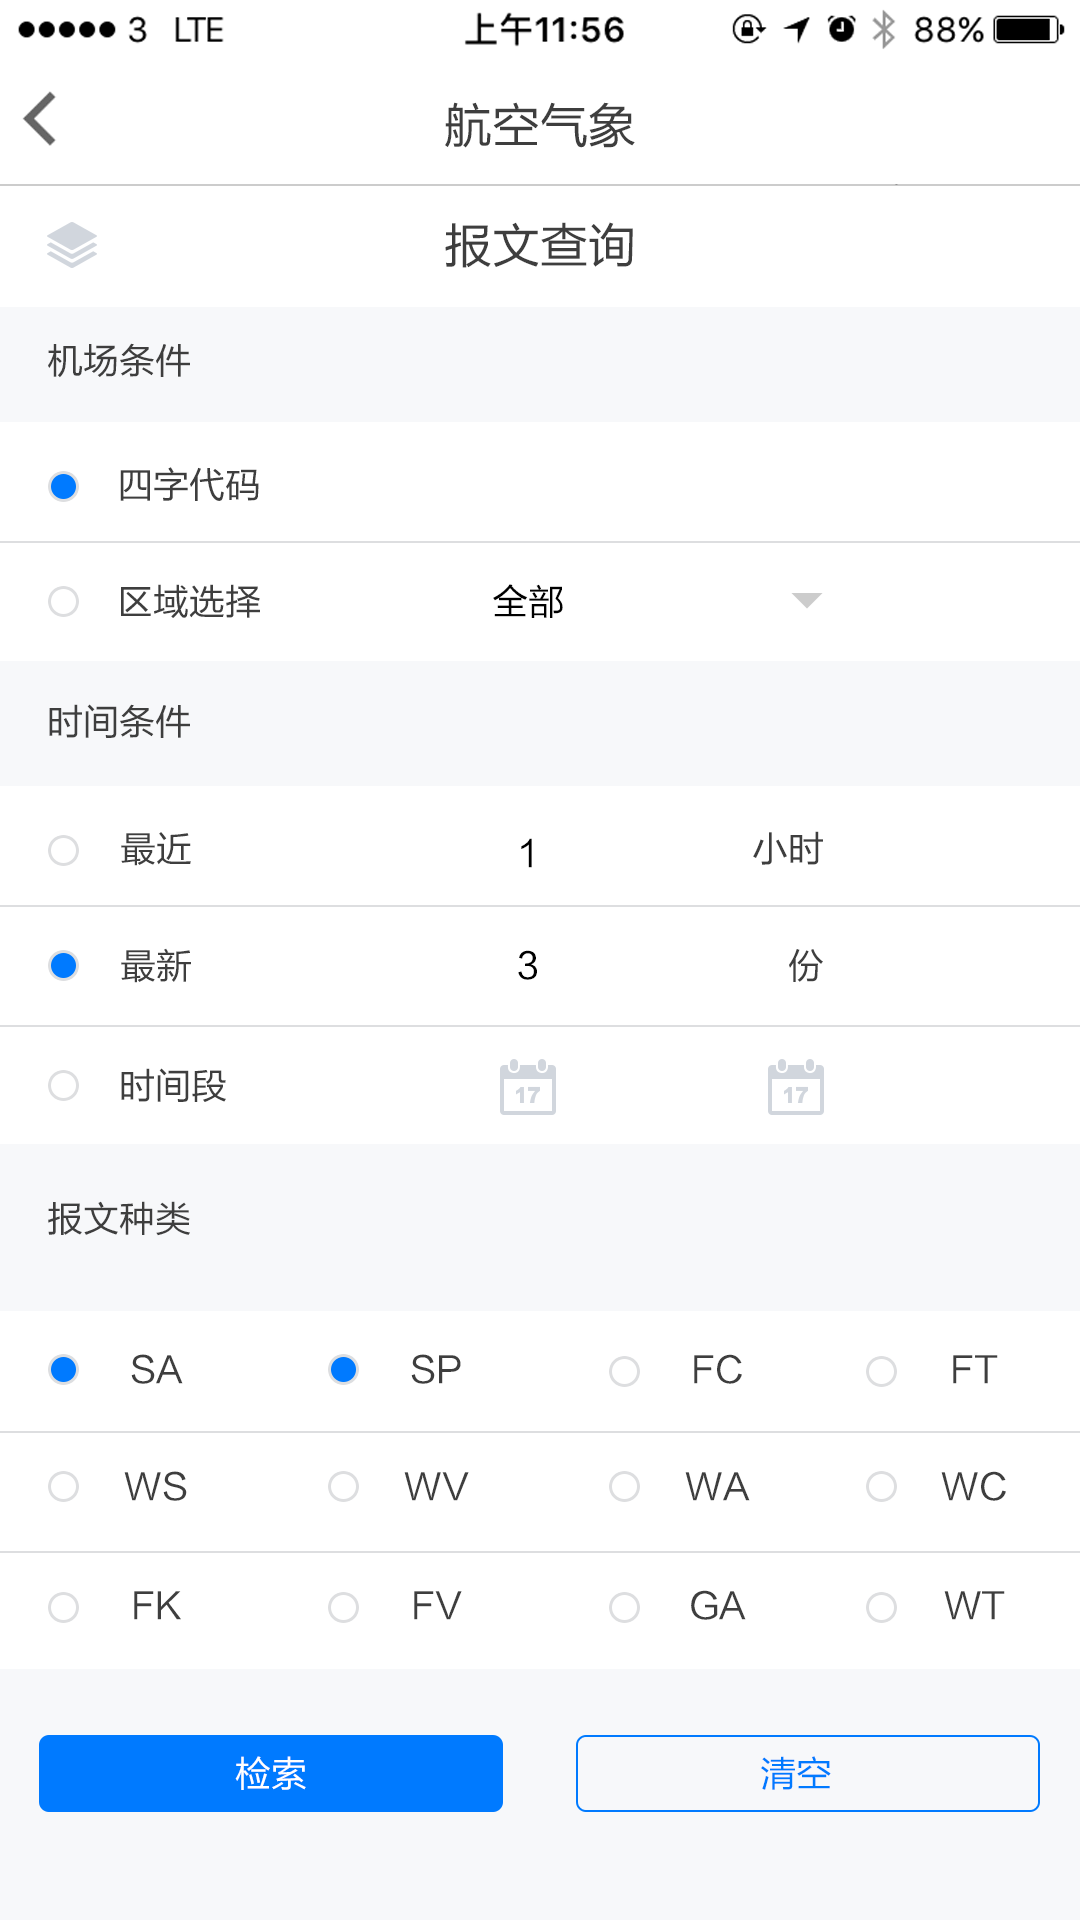 3 LTE 上午11:56 88%
航空气象
报文查询
机场条件
四字代码
区域选择 全部
时间条件
最近 1 小时
最新 3 份
时间段 17 17
报文种类
SA SP FC FT
WS WV WA WC
FK FV GA WT
检索 清空